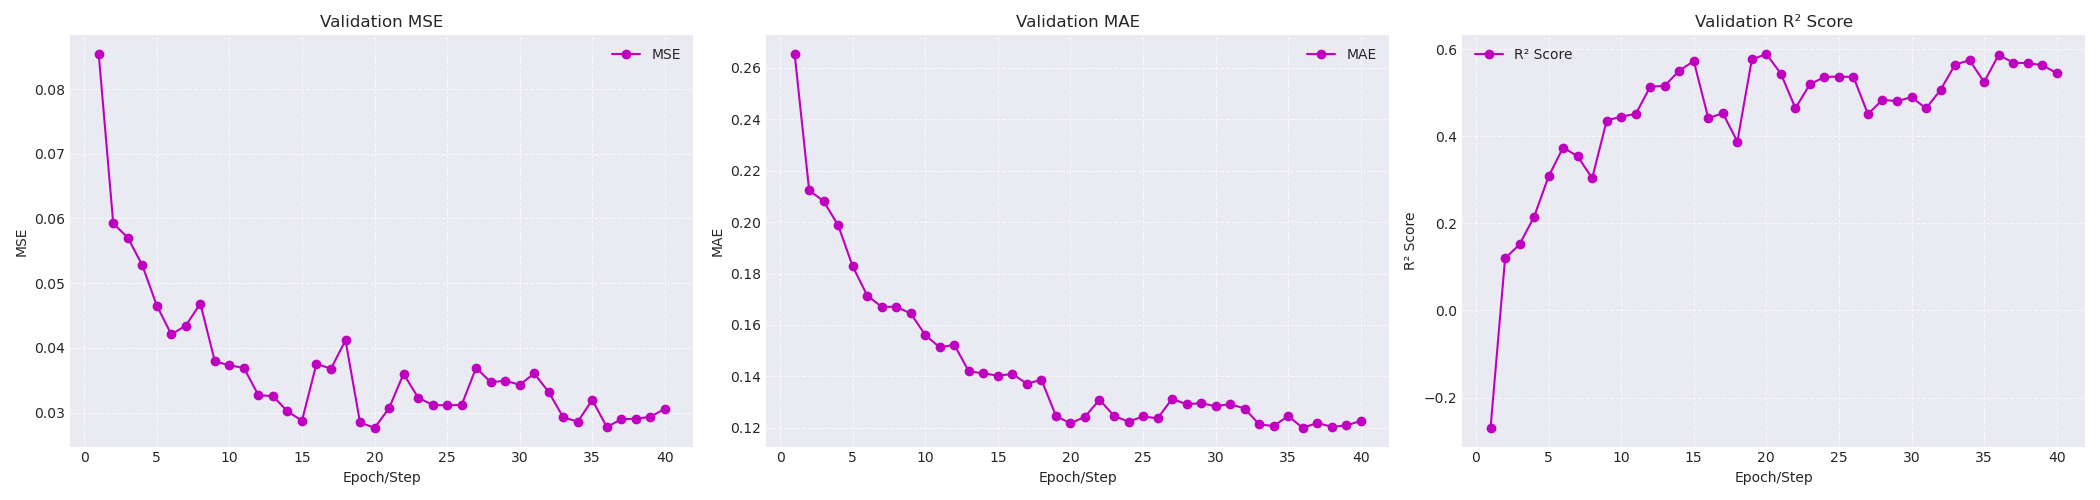 Validation MSE
MSE
0.08
0.07
0.06
0.05
0.04
0.03
MSE
0 5 10 15 20 25 30 35 40
Epoch/Step
Validation MAE
MAE
0.26
0.24
0.22
0.20
0.18
0.16
0.14
0.12
MAE
0 5 10 15 20 25 30 35 40
Epoch/Step
Validation R² Score
R² Score
0.6
0.4
0.2
0.0
−0.2
R² Score
0 5 10 15 20 25 30 35 40
Epoch/Step